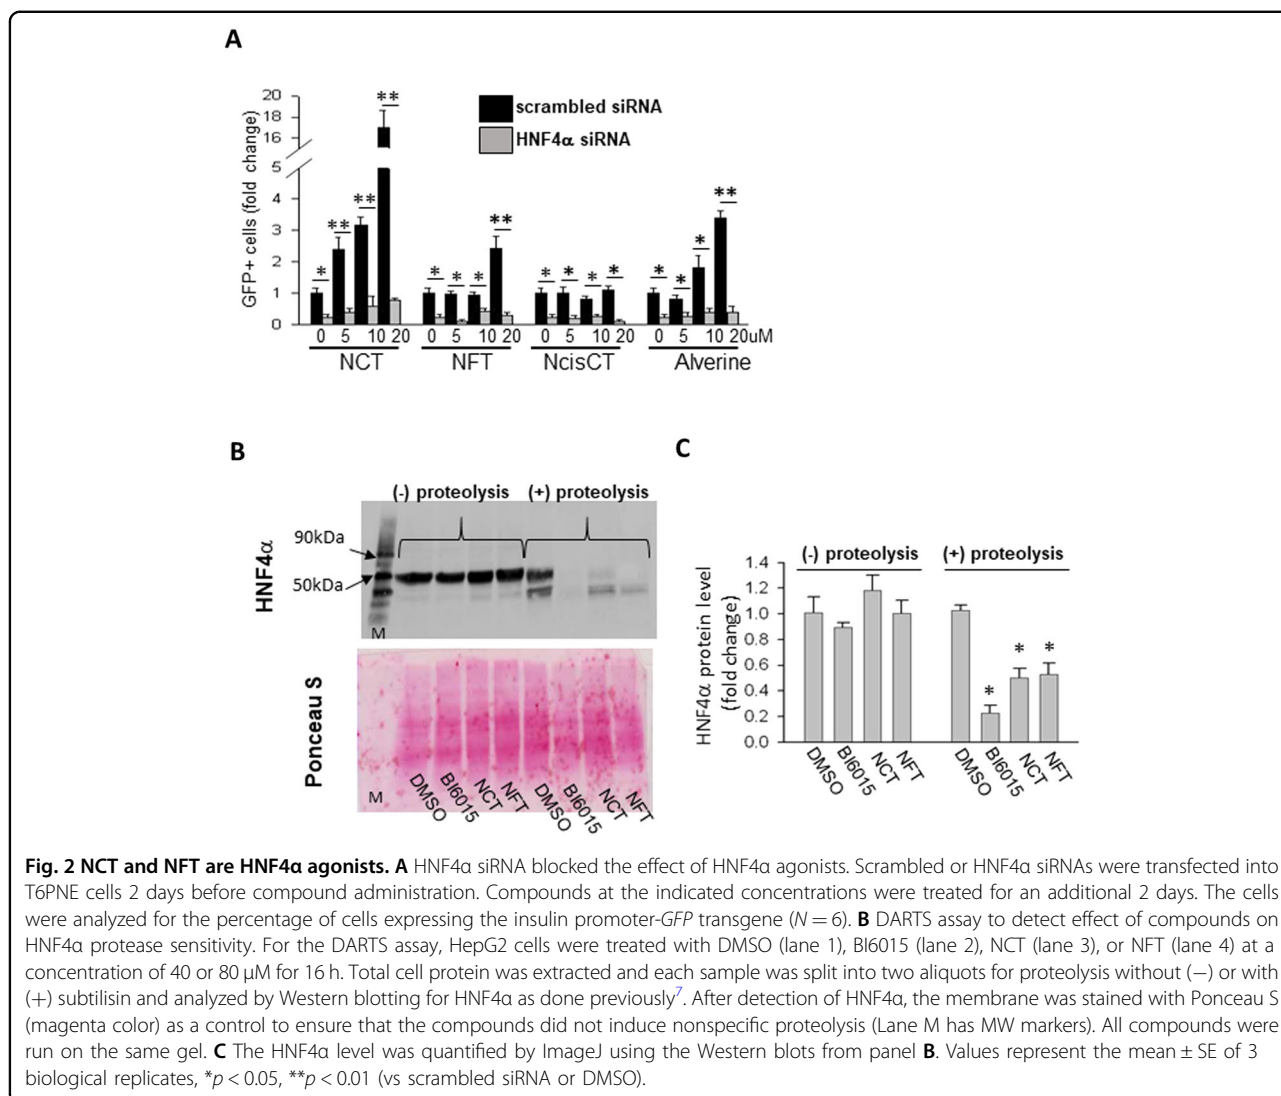 A
GFP+ cells (fold change)
20
18
16
5
4
3
2
1
0
scrambled siRNA
HNF4α siRNA
**
**
**
*
**
*
*
*
*
*
*
*
**
*
*
*
0 5 10 20 0 5 10 20 0 5 10 20 0 5 10 20uM
NCT NFT NcisCT Alverine
B
(-) proteolysis (+) proteolysis
HNF4α
90kDa
50kDa
M
Ponceau S
M
DMSO
BI6015
NCT
NFT
DMSO
BI6015
NCT
NFT
C
HNF4α protein level
(fold change)
(-) proteolysis (+) proteolysis
1.4
1.2
1.0
0.8
0.6
0.4
0.2
0.0
*
*
*
DMSO
BI6015
NCT
NFT
DMSO
BI6015
NCT
NFT
Fig. 2 NCT and NFT are HNF4α agonists. A HNF4α siRNA blocked the effect of HNF4α agonists. Scrambled or HNF4α siRNAs were transfected into
T6PNE cells 2 days before compound administration. Compounds at the indicated concentrations were treated for an additional 2 days. The cells
were analyzed for the percentage of cells expressing the insulin promoter-GFP transgene (N = 6). B DARTS assay to detect effect of compounds on
HNF4α protease sensitivity. For the DARTS assay, HepG2 cells were treated with DMSO (lane 1), BI6015 (lane 2), NCT (lane 3), or NFT (lane 4) at a
concentration of 40 or 80 μM for 16 h. Total cell protein was extracted and each sample was split into two aliquots for proteolysis without (−) or with
(+) subtilisin and analyzed by Western blotting for HNF4α as done previously7. After detection of HNF4α, the membrane was stained with Ponceau S
(magenta color) as a control to ensure that the compounds did not induce nonspecific proteolysis (Lane M has MW markers). All compounds were
run on the same gel. C The HNF4α level was quantified by ImageJ using the Western blots from panel B. Values represent the mean ± SE of 3
biological replicates, *p < 0.05, **p < 0.01 (vs scrambled siRNA or DMSO).